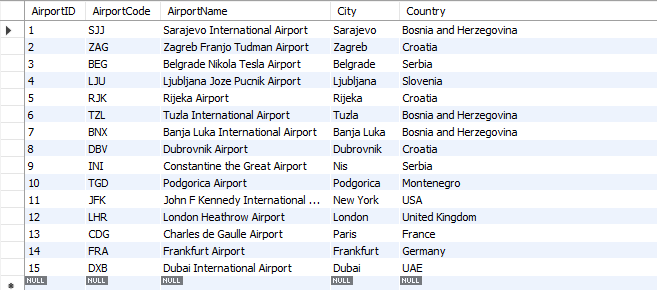 AirportID AirportCode AirportName City Country
1 SJJ Sarajevo International Airport Sarajevo Bosnia and Herzegovina
2 ZAG Zagreb Franjo Tudman Airport Zagreb Croatia
3 BEG Belgrade Nikola Tesla Airport Belgrade Serbia
4 LJU Ljubljana Joze Pucnik Airport Ljubljana Slovenia
5 RJK Rijeka Airport Rijeka Croatia
6 TZL Tuzla International Airport Tuzla Bosnia and Herzegovina
7 BNX Banja Luka International Airport Banja Luka Bosnia and Herzegovina
8 DBV Dubrovnik Airport Dubrovnik Croatia
9 INI Constantine the Great Airport Nis Serbia
10 TGD Podgorica Airport Podgorica Montenegro
11 JFK John F Kennedy International ... New York USA
12 LHR London Heathrow Airport London United Kingdom
13 CDG Charles de Gaulle Airport Paris France
14 FRA Frankfurt Airport Frankfurt Germany
15 DXB Dubai International Airport Dubai UAE
NULL NULL NULL NULL NULL